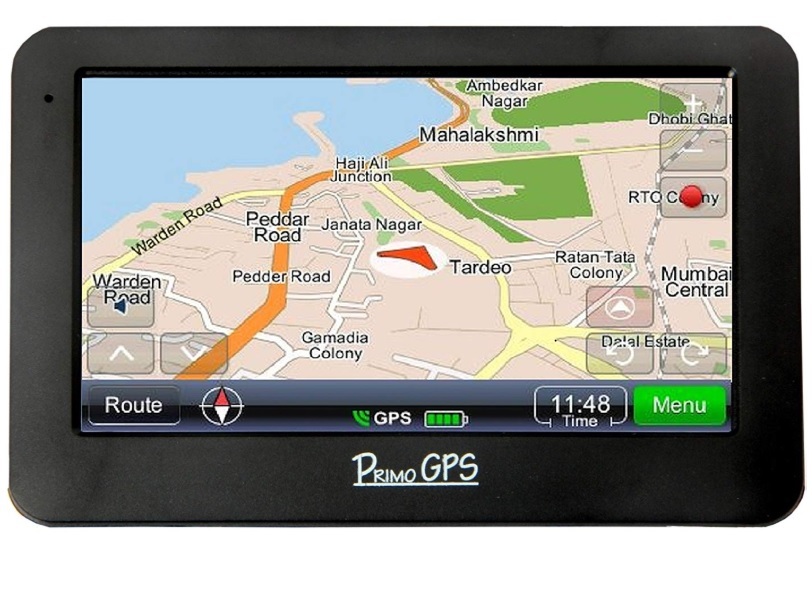 Ambedkar
Nagar
Dhobi Ghat
Mahalakshmi
Haji Ali
Junction
RTO Colony
Warden Road
Peddar
Road
Janata Nagar
Ratan Tata
Colony
Tardeo
Pedder Road
Mumbai
Central
Warden
Road
Gamadia
Colony
Dalal Estate
Route
GPS
11:48
Time
Menu
PRIMO GPS